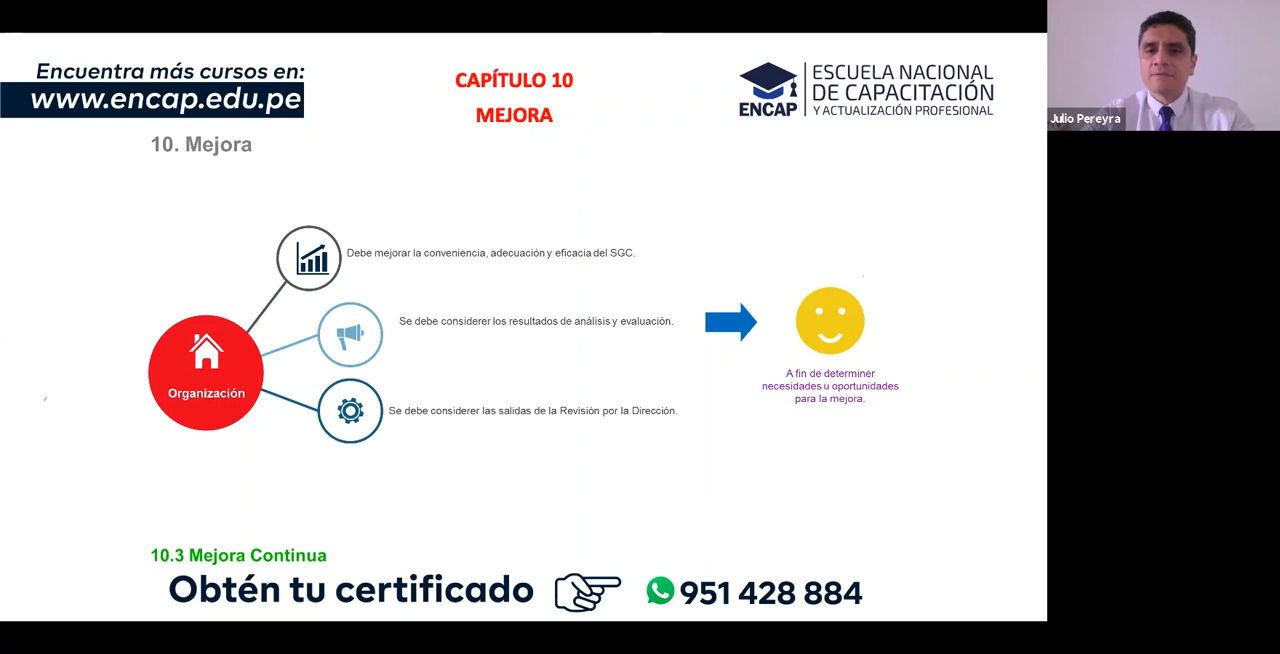 Encuentra más cursos en:
www.encap.edu.pe
CAPÍTULO 10
MEJORA
ENCAP
ESCUELA NACIONAL
DE CAPACITACIÓN
Y ACTUALIZACIÓN PROFESIONAL
Julio Pereyra
10. Mejora
Debe mejorar la conveniencia, adecuación y eficacia del SGC.
Se debe considerer los resultados de análisis y evaluación.
Organización
Se debe considerer las salidas de la Revisión por la Dirección.
A fin de determiner
necesidades u oportunidades
para la mejora.
10.3 Mejora Continua
Obtén tu certificado
951 428 884